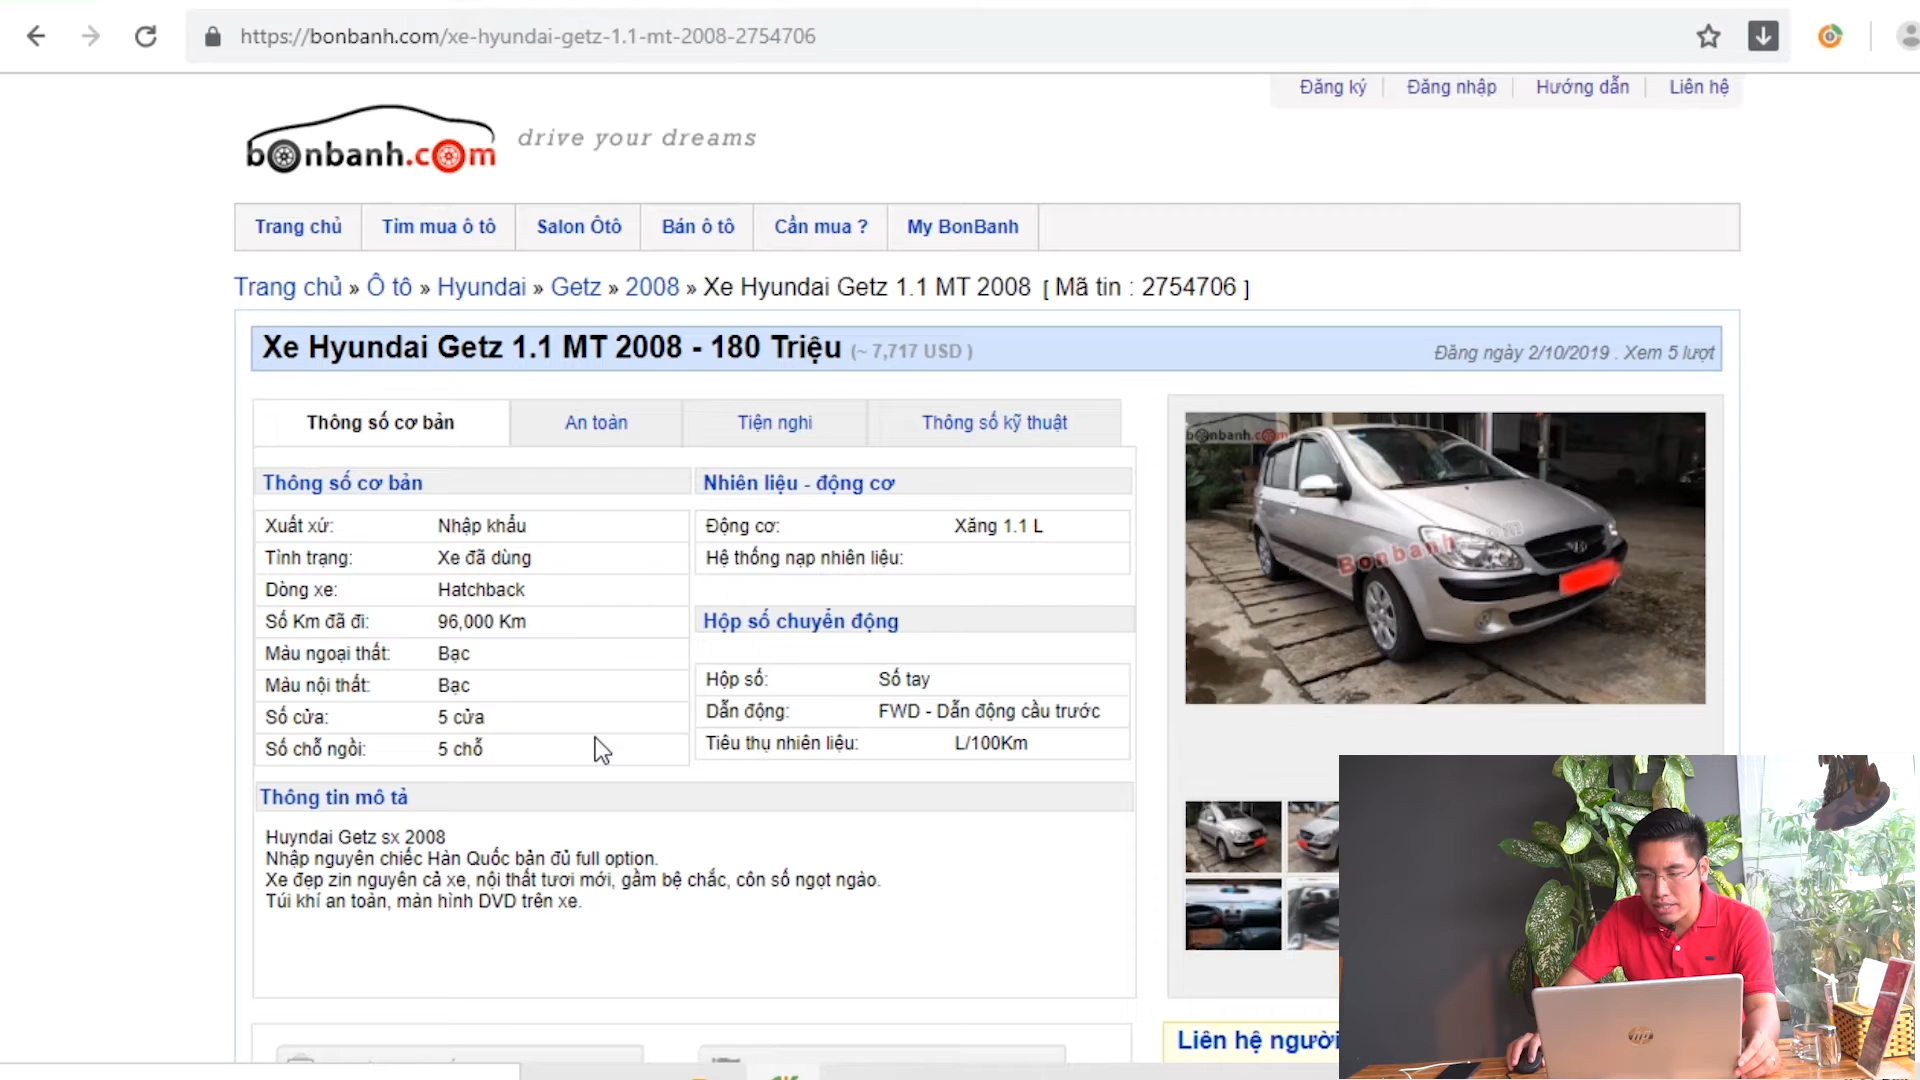 https://bonbanh.com/xe-hyundai-getz-1.1-mt-2008-2754706
Đăng ký
Đăng nhập
Hướng dẫn
Liên hệ
bonbanh.com
drive your dreams
Trang chủ
Tìm mua ô tô
Salon Ôtô
Bán ô tô
Cần mua ?
My BonBanh
Trang chủ » Ô tô » Hyundai » Getz » 2008 » Xe Hyundai Getz 1.1 MT 2008 [ Mã tin : 2754706 ]
Xe Hyundai Getz 1.1 MT 2008 - 180 Triệu (~ 7,717 USD )
Đăng ngày 2/10/2019 . Xem 5 lượt
Thông số cơ bản
An toàn
Tiện nghi
Thông số kỹ thuật
Thông số cơ bản
Xuất xứ: Nhập khẩu
Tình trạng: Xe đã dùng
Dòng xe: Hatchback
Số Km đã đi: 96,000 Km
Màu ngoại thất: Bạc
Màu nội thất: Bạc
Số cửa: 5 cửa
Số chỗ ngồi: 5 chỗ
Nhiên liệu - động cơ
Động cơ: Xăng 1.1 L
Hệ thống nạp nhiên liệu:
Hộp số chuyển động
Hộp số: Số tay
Dẫn động: FWD - Dẫn động cầu trước
Tiêu thụ nhiên liệu: L/100Km
bonbanh.com
Bonbanh.com
Thông tin mô tả
Huyndai Getz sx 2008
Nhập nguyên chiếc Hàn Quốc bản đủ full option.
Xe đẹp zin nguyên cả xe, nội thất tươi mới, gầm bệ chắc, côn số ngọt ngào.
Túi khí an toàn, màn hình DVD trên xe.
Liên hệ người
hp